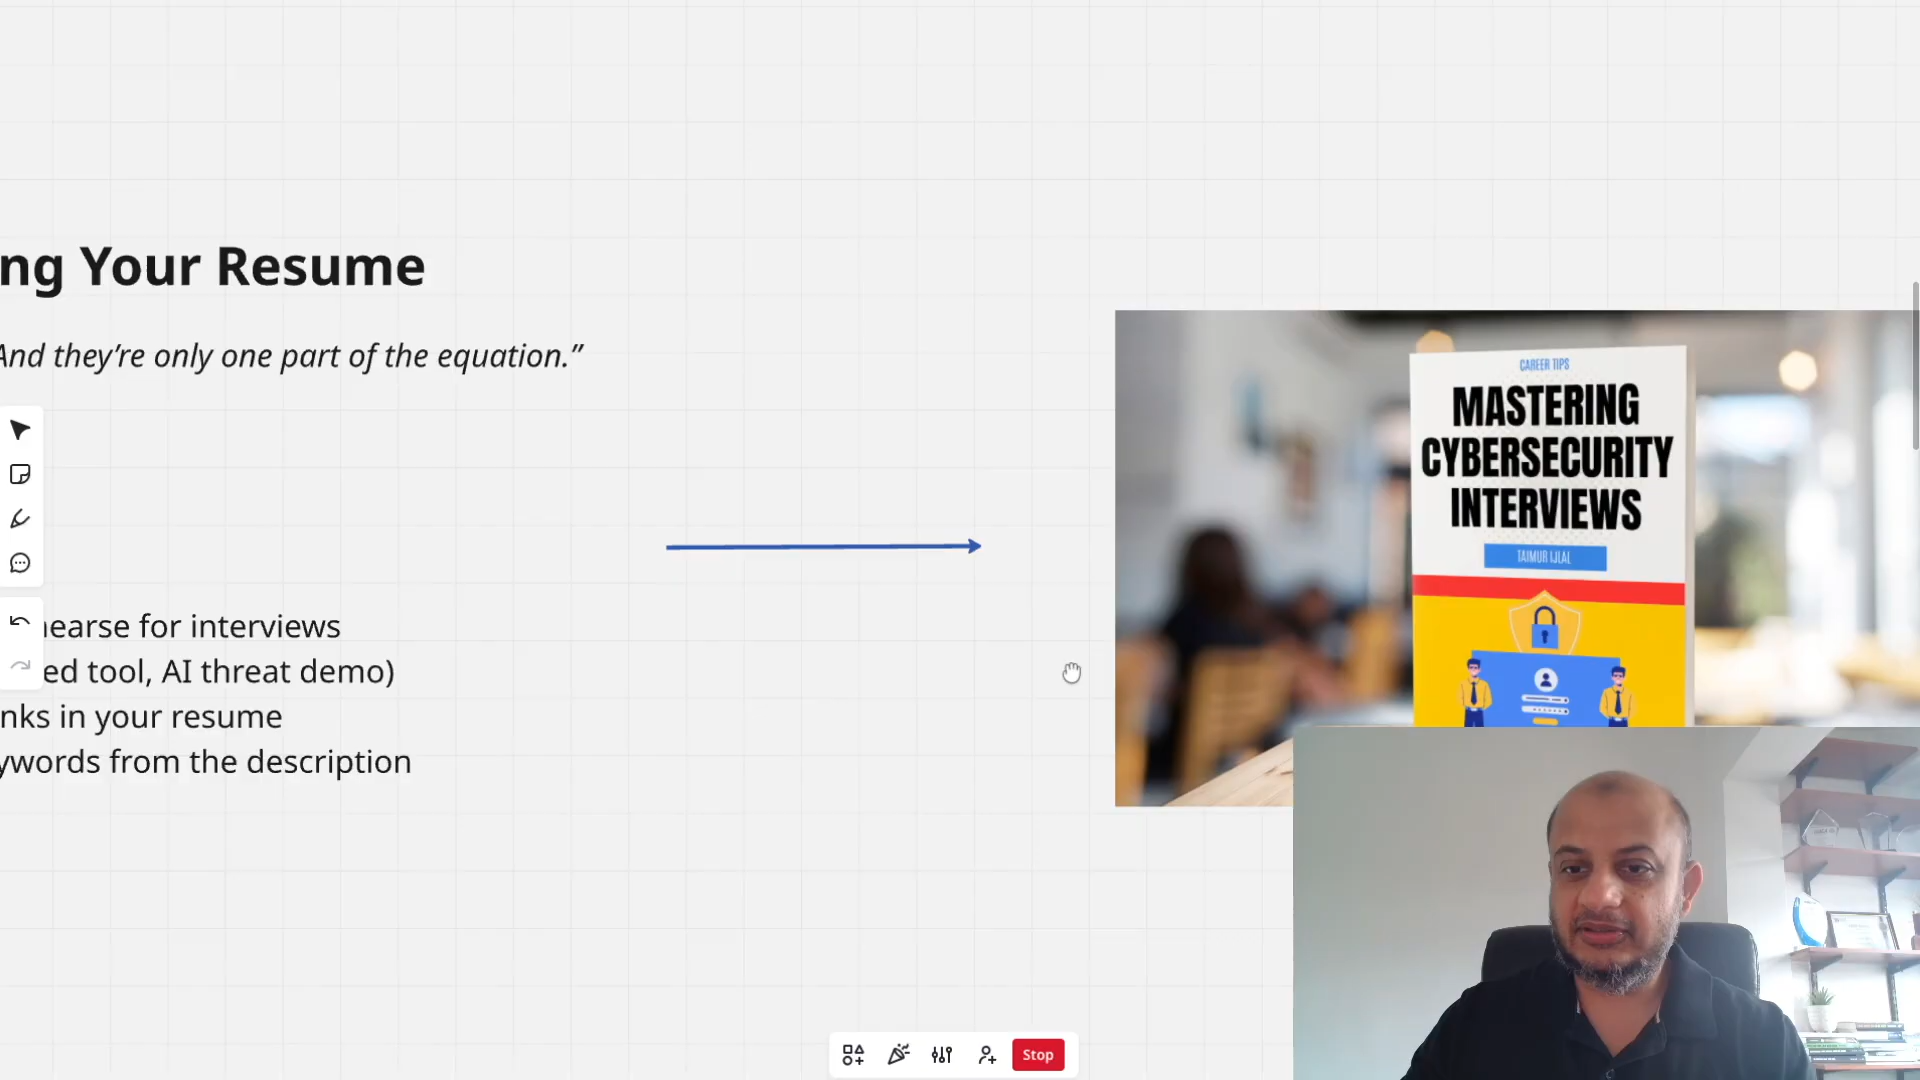 ng Your Resume
And they’re only one part of the equation.”
hearse for interviews
ed tool, AI threat demo)
nks in your resume
ywords from the description
CAREER TIPS
MASTERING
CYBERSECURITY
INTERVIEWS
TAIMUR IJLAL
Stop